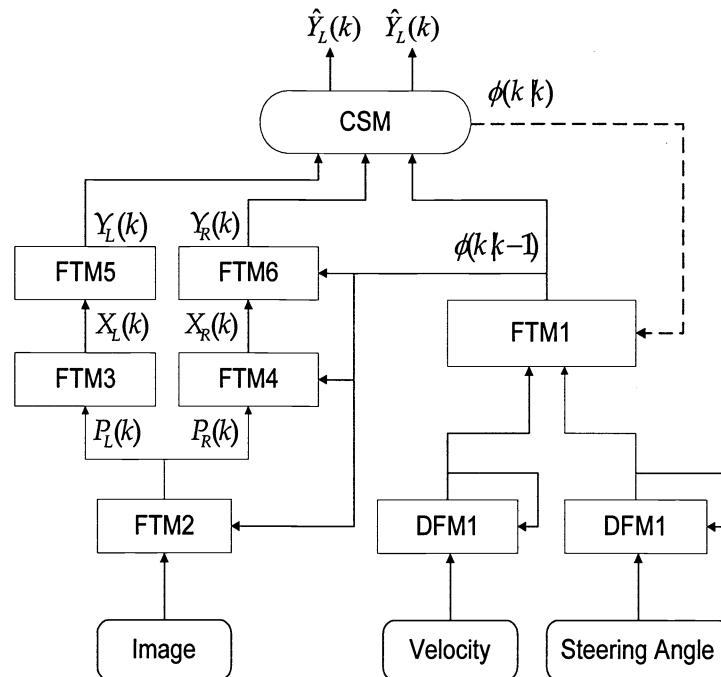 Ŷ_L(k) Ŷ_L(k)
ϕ(k|k)
CSM
Y_L(k) Y_R(k) ϕ(k|k−1)
FTM5 FTM6
X_L(k) X_R(k)
FTM1
FTM3 FTM4
P_L(k) P_R(k)
FTM2 DFM1 DFM1
Image Velocity Steering Angle